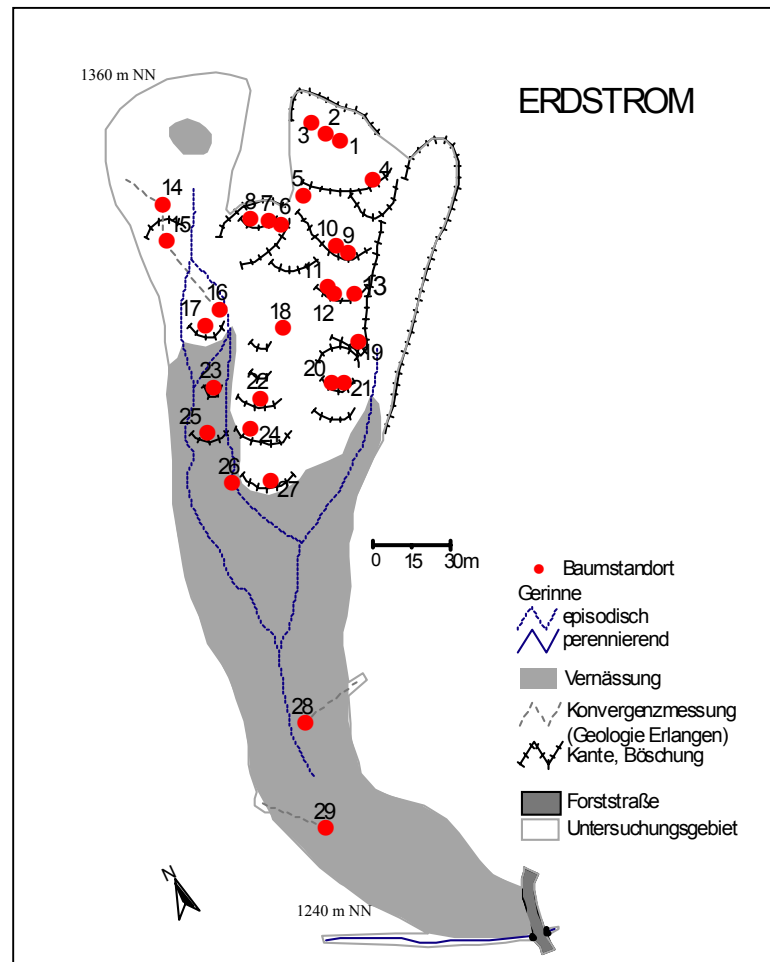 1360 m NN
ERDSTROM
2
3
1
4
5
14
8 7 6
15
10 9
11
13
16
12
17
18
19
20
21
23
22
25
24
26
27
0 15 30m
Baumstandort
Gerinne
episodisch
perennierend
Vernässung
28
Konvergenzmessung
(Geologie Erlangen)
Kante, Böschung
29
Forststraße
Untersuchungsgebiet
N
1240 m NN